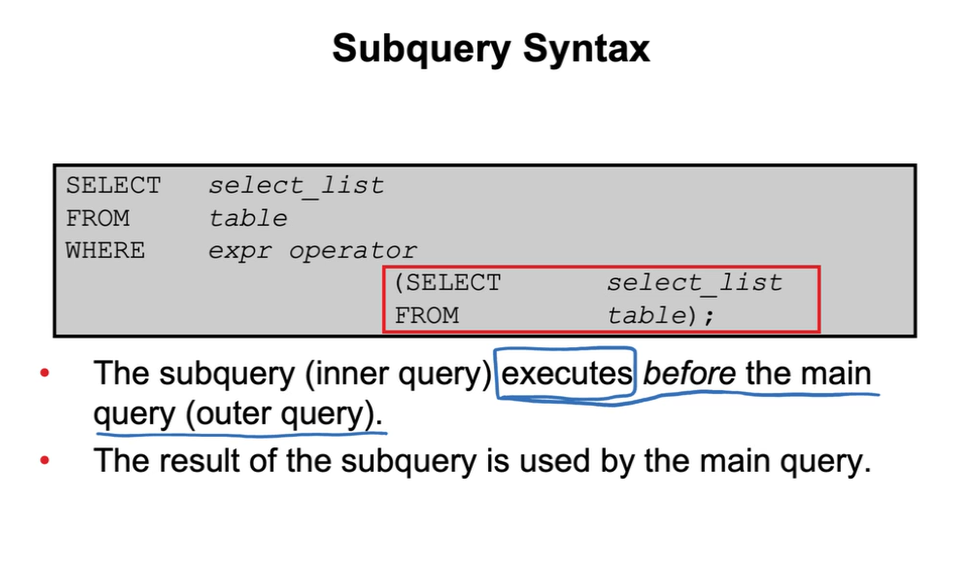 Subquery Syntax
SELECT select_list
FROM table
WHERE expr operator
(SELECT select_list
FROM table);
• The subquery (inner query) executes before the main
query (outer query).
• The result of the subquery is used by the main query.